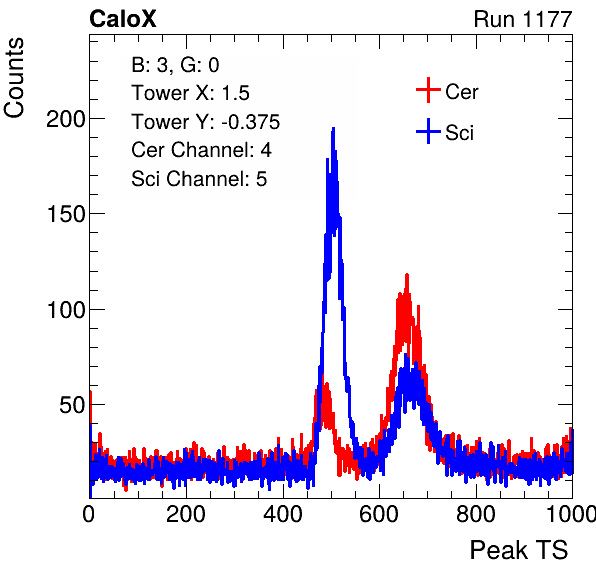 CaloX
Run 1177
Counts
B: 3, G: 0
Tower X: 1.5
Tower Y: -0.375
Cer Channel: 4
Sci Channel: 5
Cer
Sci
200
150
100
50
0
200
400
600
800
1000
Peak TS